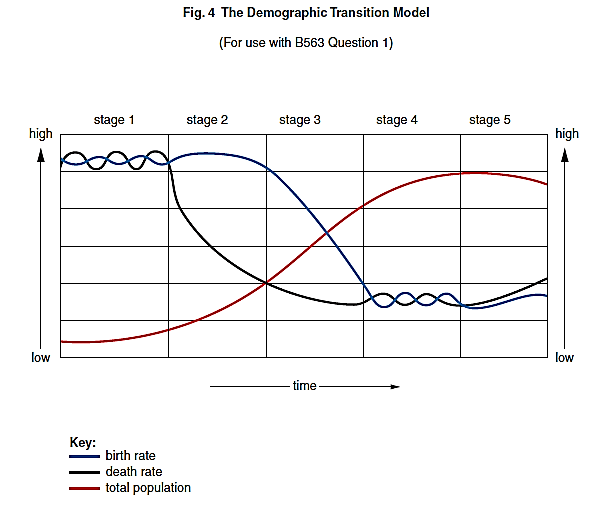 Fig. 4 The Demographic Transition Model
(For use with B563 Question 1)
stage 1 stage 2 stage 3 stage 4 stage 5
high high
low low
time
Key:
birth rate
death rate
total population